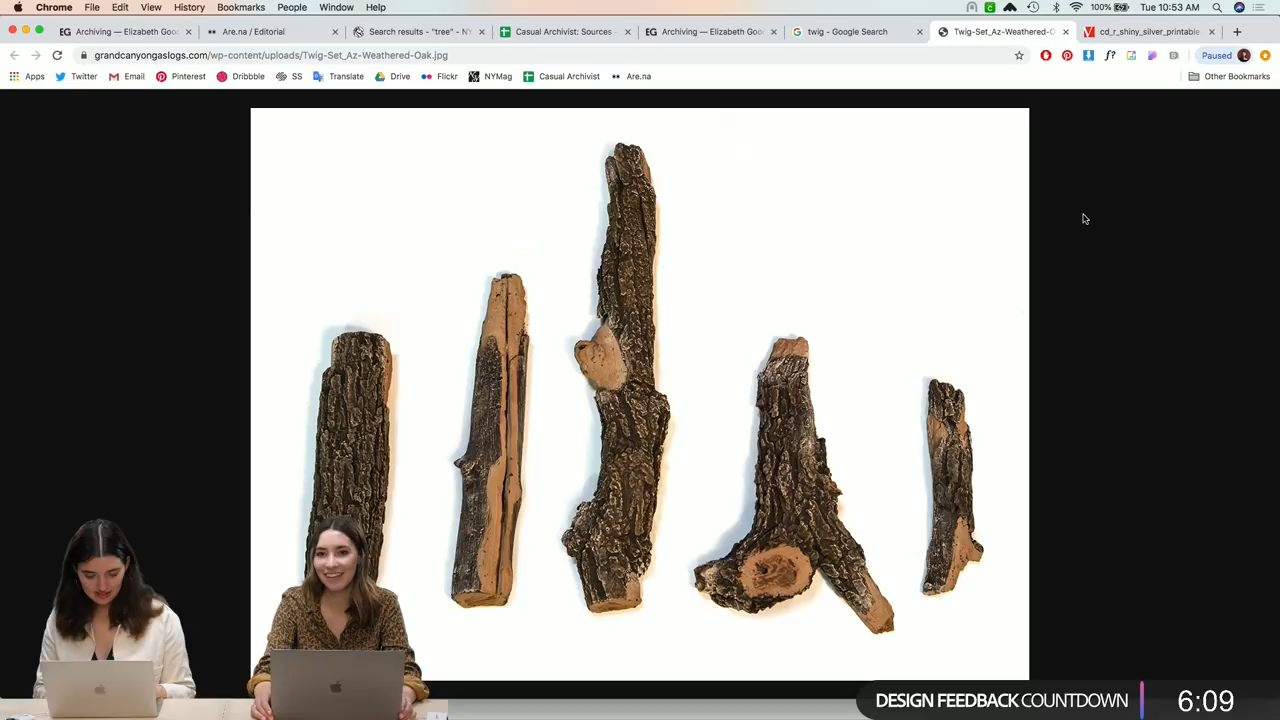 Chrome File Edit View History Bookmarks People Window Help 100% Tue 10:53 AM
EG Archiving — Elizabeth Goo
Are.na / Editorial
Search results - "tree" - NY
Casual Archivist: Sources -
EG Archiving — Elizabeth Goo
twig - Google Search
Twig-Set_Az-Weathered-O
cd_r_shiny_silver_printable
grandcanyongaslogs.com/wp-content/uploads/Twig-Set_Az-Weathered-Oak.jpg
f? Paused
Apps Twitter Email Pinterest Dribbble SS Translate Drive Flickr NYMag Casual Archivist Are.na Other Bookmarks
DESIGN FEEDBACK COUNTDOWN 6:09